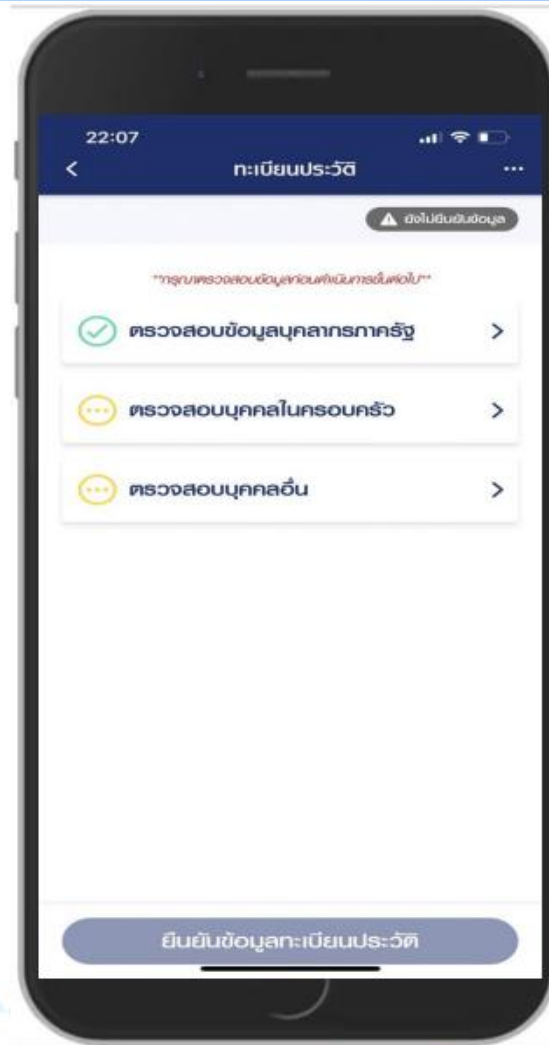 22:07
ทะเบียนประวัติ
ยังไม่ยืนยันข้อมูล
**กรุณาตรวจสอบข้อมูลก่อนดำเนินการขั้นต่อไป**
ตรวจสอบข้อมูลบุคลากรภาครัฐ
ตรวจสอบบุคคลในครอบครัว
ตรวจสอบบุคคลอื่น
ยืนยันข้อมูลทะเบียนประวัติ